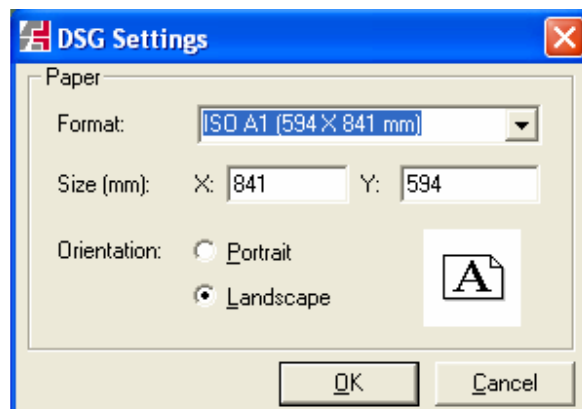 DSG Settings
Paper
Format: ISO A1 (594 X 841 mm)
Size (mm): X: 841 Y: 594
Orientation: Portrait
A
Landscape
OK Cancel